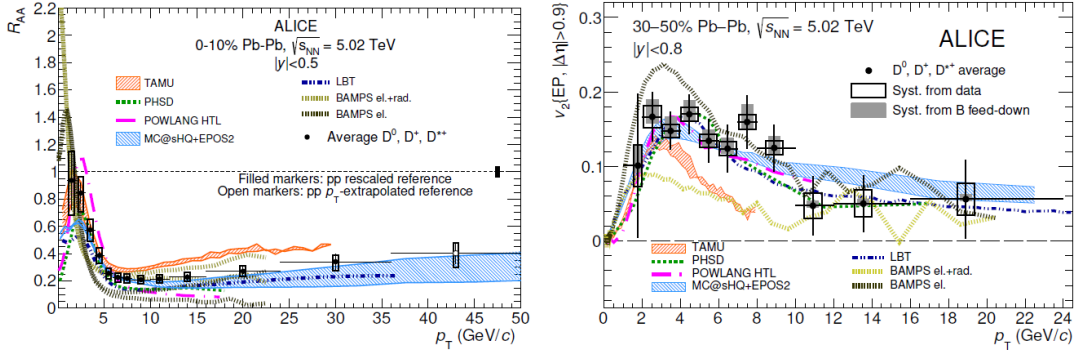 R_AA
ALICE
0-10% Pb-Pb, √s_NN = 5.02 TeV
|y|<0.5
TAMU
PHSD
POWLANG HTL
MC@sHQ+EPOS2
LBT
BAMPS el.+rad.
BAMPS el.
Average D⁰, D⁺, D*⁺
Filled markers: pp rescaled reference
Open markers: pp p_T-extrapolated reference
2.2
2
1.8
1.6
1.4
1.2
1
0.8
0.6
0.4
0.2
0
0 5 10 15 20 25 30 35 40 45 50
p_T (GeV/c)
v₂{EP, |Δη|>0.9}
30–50% Pb–Pb, √s_NN = 5.02 TeV
|y|<0.8
ALICE
D⁰, D⁺, D*⁺ average
Syst. from data
Syst. from B feed-down
0.3
0.2
0.1
0
TAMU
PHSD
POWLANG HTL
MC@sHQ+EPOS2
LBT
BAMPS el.+rad.
BAMPS el.
0 2 4 6 8 10 12 14 16 18 20 22 24
p_T (GeV/c)